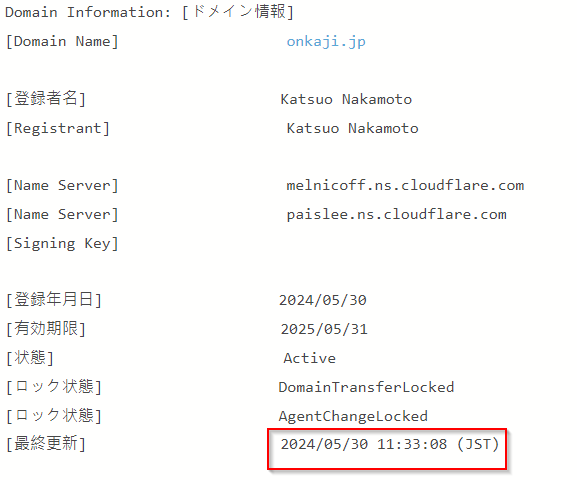 Domain Information: [ドメイン情報]
[Domain Name] onkaji.jp
[登録者名] Katsuo Nakamoto
[Registrant] Katsuo Nakamoto
[Name Server] melnicoff.ns.cloudflare.com
[Name Server] paislee.ns.cloudflare.com
[Signing Key]
[登録年月日] 2024/05/30
[有効期限] 2025/05/31
[状態] Active
[ロック状態] DomainTransferLocked
[ロック状態] AgentChangeLocked
[最終更新] 2024/05/30 11:33:08 (JST)